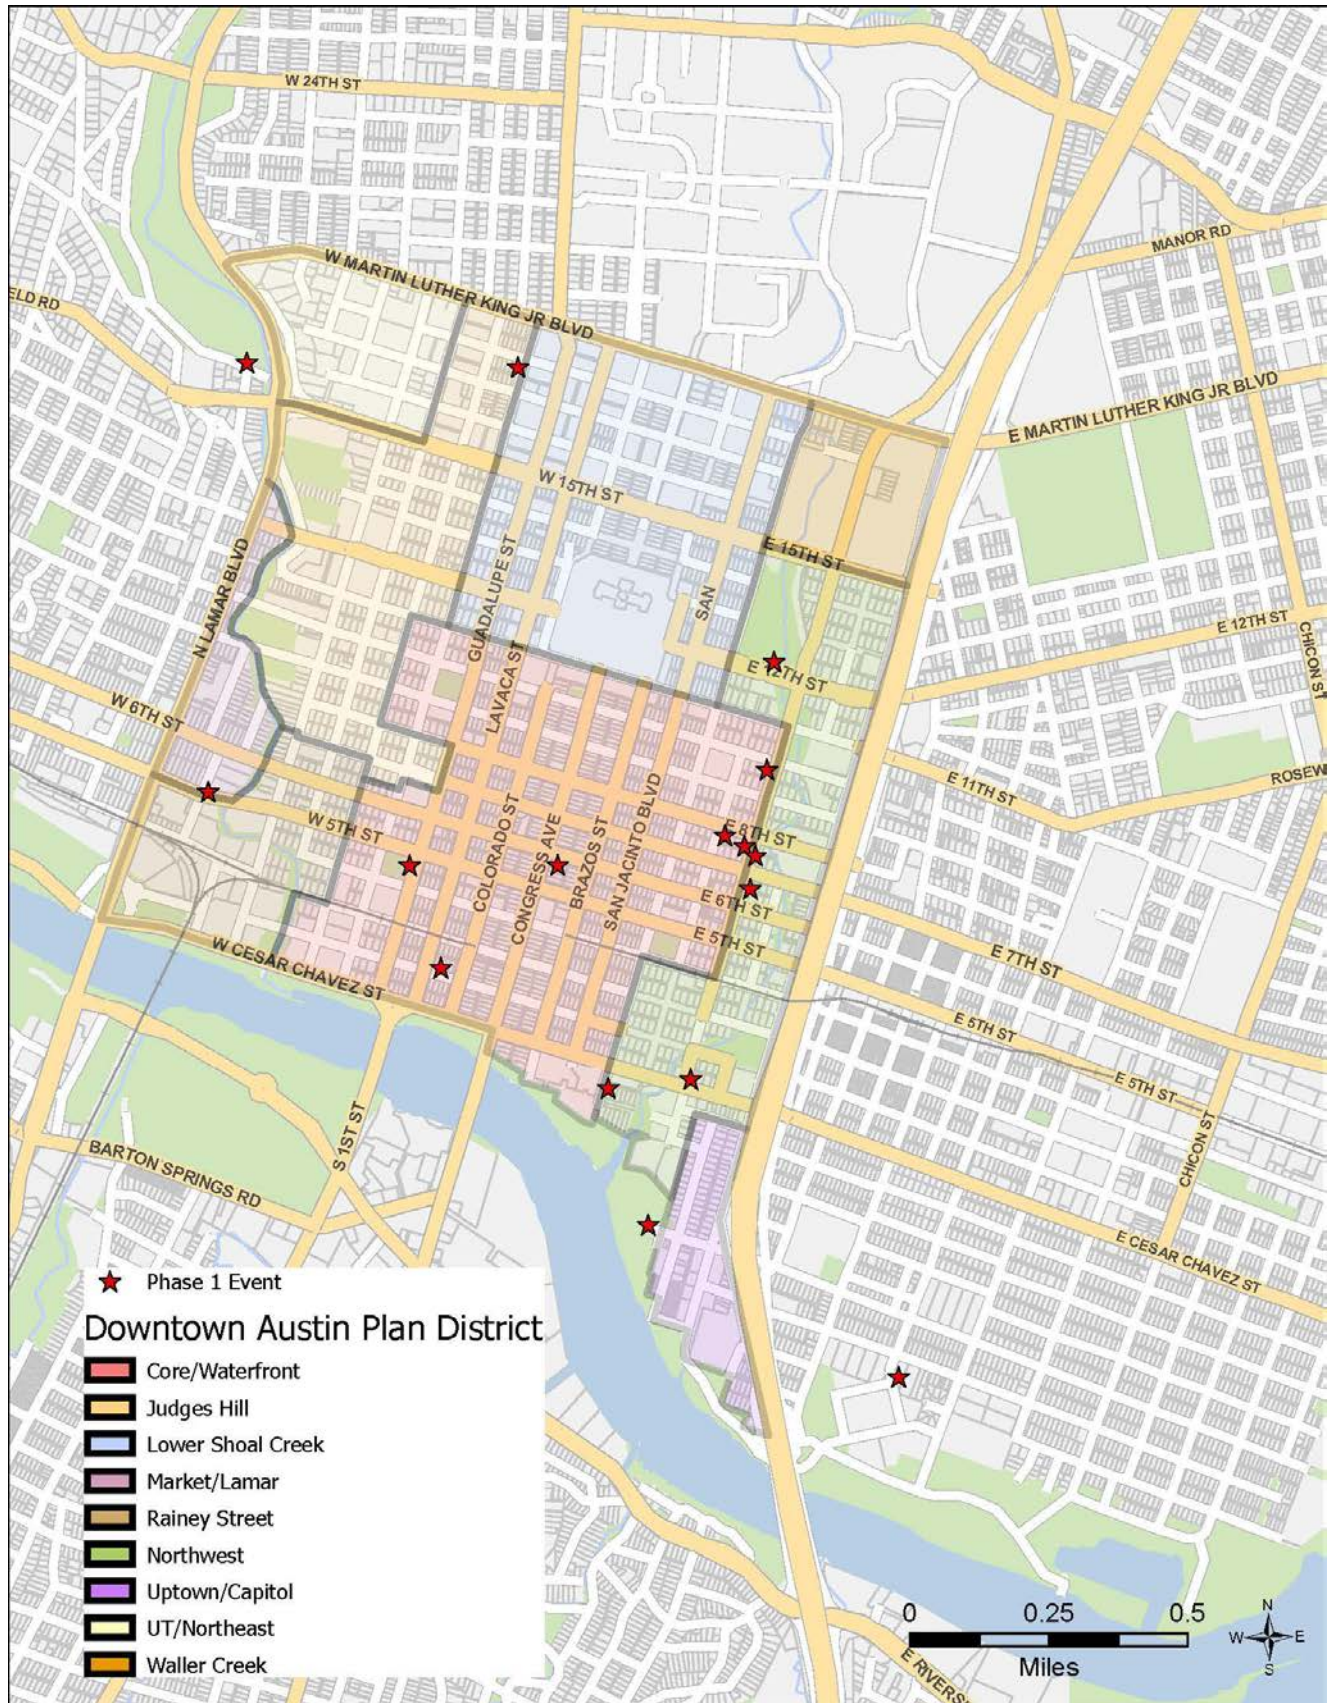 W 24TH ST
MANOR RD
W MARTIN LUTHER KING JR BLVD
ELD RD
E MARTIN LUTHER KING JR BLVD
W 15TH ST
E 15TH ST
N LAMAR BLVD
GUADALUPE ST
SAN
E 12TH ST
CHICON ST
LAVACA ST
E 12TH ST
W 6TH ST
E 11TH ST
ROSEW
W 5TH ST
COLORADO ST
CONGRESS AVE
BRAZOS ST
SAN JACINTO BLVD
E 8TH ST
E 6TH ST
E 5TH ST
E 7TH ST
W CESAR CHAVEZ ST
E 5TH ST
S 1ST ST
CHICON ST
BARTON SPRINGS RD
E CESAR CHAVEZ ST
Phase 1 Event
Downtown Austin Plan District
Core/Waterfront
Judges Hill
Lower Shoal Creek
Market/Lamar
Rainey Street
Northwest
Uptown/Capitol
UT/Northeast
Waller Creek
0 0.25 0.5
Miles
N
W E
S
E RIVERS